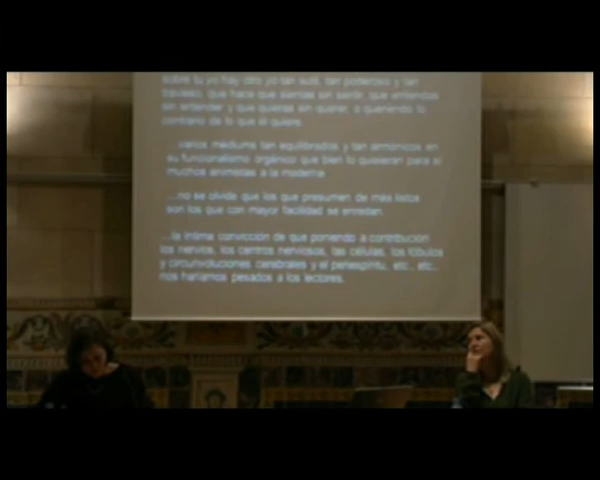 sobre tu yo hay otro yo tan sutil, tan poderoso y tan
travieso, que hace que sientas sin sentir, que entiendas
sin entender y que quieras sin querer, o queriendo lo
contrario de lo que él quiere.
...varios médiums tan equilibrados y tan armónicos en
su funcionalismo orgánico que bien lo quisieran para sí
muchos animistas a la moderna.
...no se olvide que los que presumen de más listos
son los que con mayor facilidad se enredan.
...la íntima convicción de que poniendo a contribución
los nervios, los centros nerviosos, las células, los lóbulos
y circunvoluciones cerebrales y el periespíritu, etc., etc.,
nos haríamos pesados a los lectores.